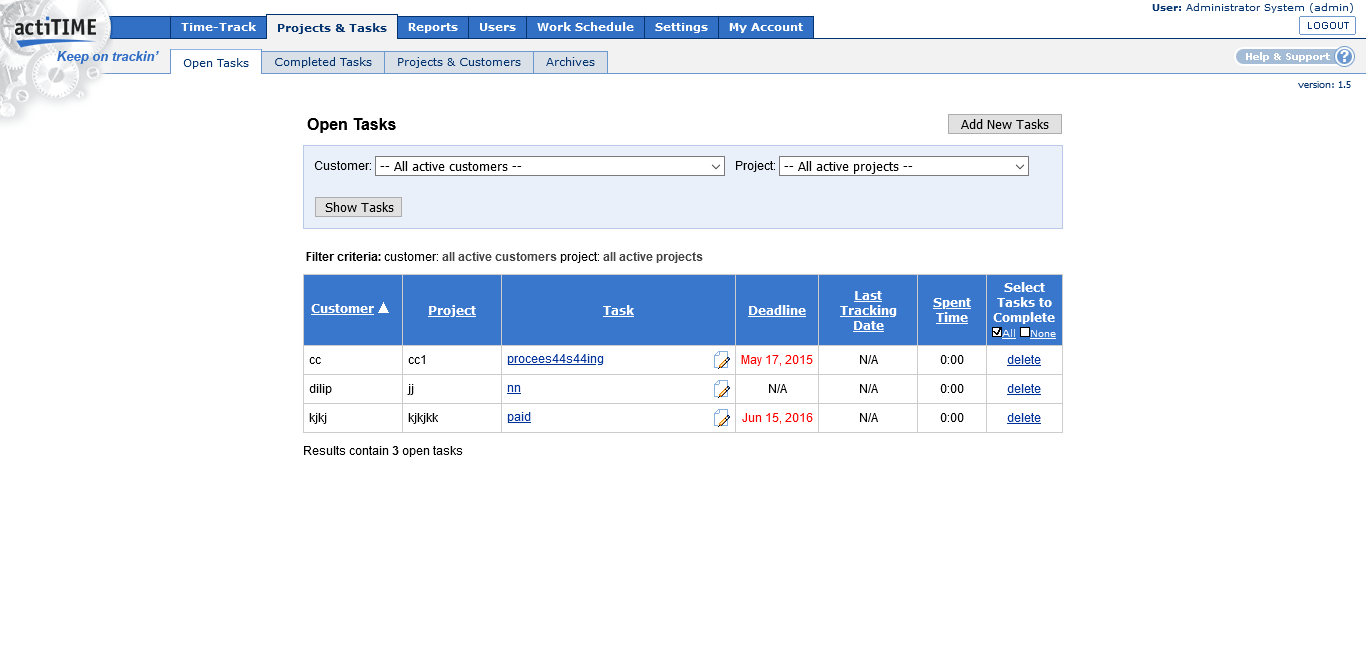 User: Administrator System (admin)
actiTIME
Time-Track Projects & Tasks Reports Users Work Schedule Settings My Account LOGOUT
Keep on trackin'
Open Tasks Completed Tasks Projects & Customers Archives Help & Support ?
version: 1.5
Open Tasks Add New Tasks
Customer: -- All active customers -- Project: -- All active projects --
Show Tasks
Filter criteria: customer: all active customers project: all active projects
Customer Project Task Deadline Last Tracking Date Spent Time Select Tasks to Complete All None
cc cc1 procees44s44ing May 17, 2015 N/A 0:00 delete
dilip jj nn N/A N/A 0:00 delete
kjkj kjkjkk paid Jun 15, 2016 N/A 0:00 delete
Results contain 3 open tasks